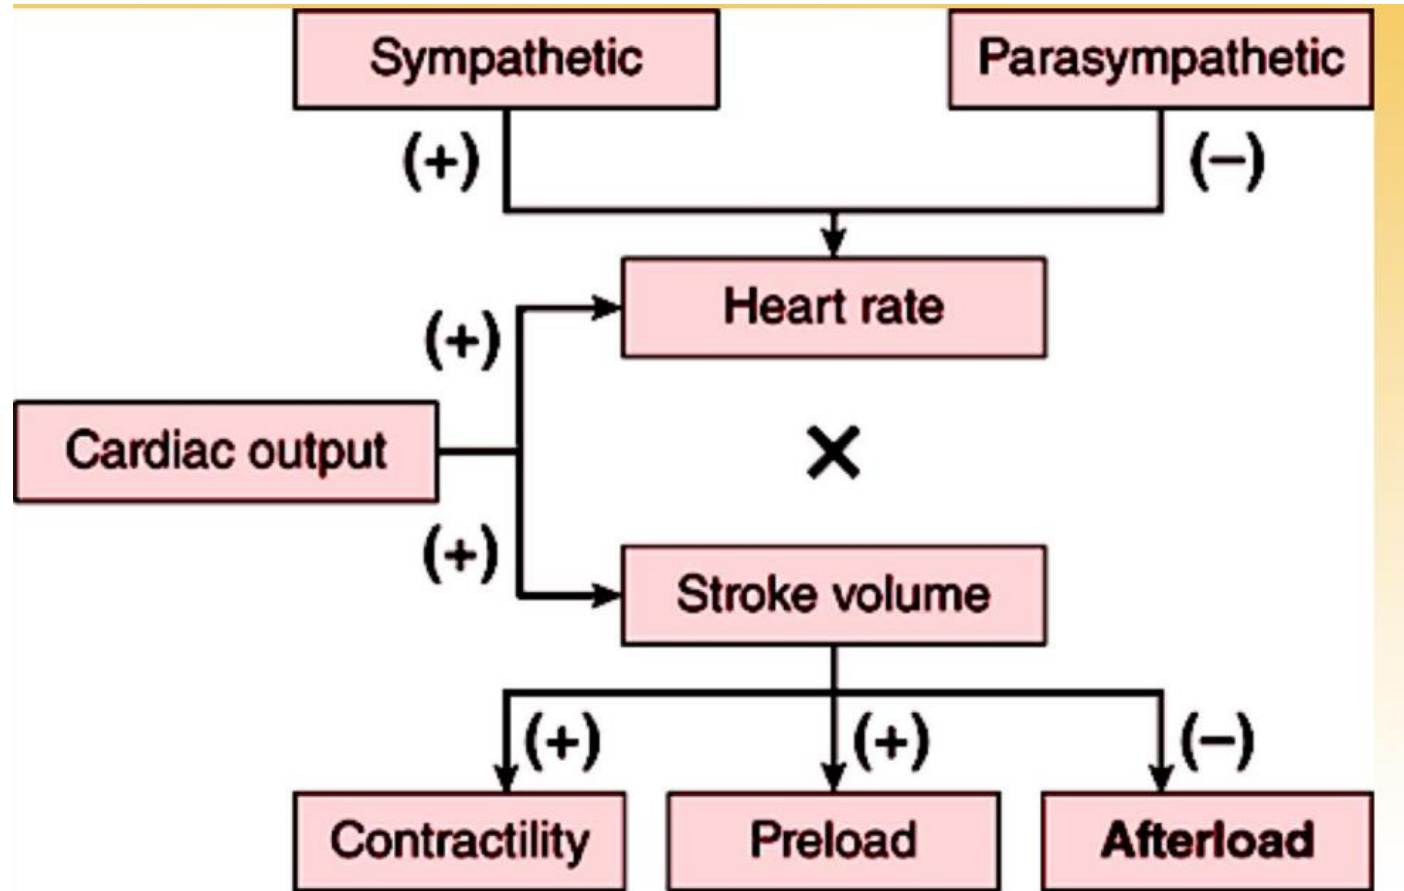 Sympathetic
Parasympathetic
(+)
(−)
Heart rate
(+)
Cardiac output
×
(+)
Stroke volume
(+)
(+)
(−)
Contractility
Preload
Afterload